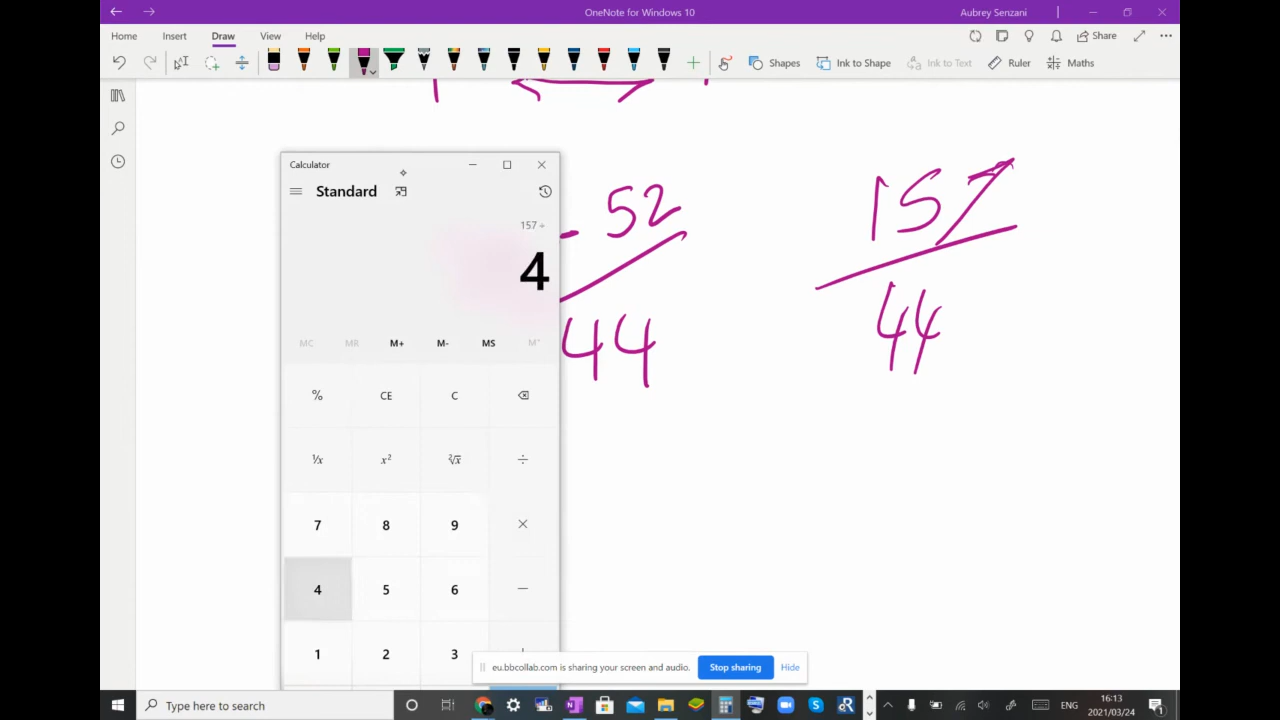 OneNote for Windows 10
Aubrey Senzani
Home Insert Draw View Help
Share
Shapes Ink to Shape Ink to Text Ruler Maths
Calculator
Standard
157 ÷
4
MC MR M+ M- MS M˅
% CE C
¹/x x² ²√x ÷
7 8 9 ×
4 5 6 −
1 2 3 +
- 52
44
157
44
eu.bbcollab.com is sharing your screen and audio. Stop sharing Hide
Type here to search
ENG
16:13
2021/03/24
1